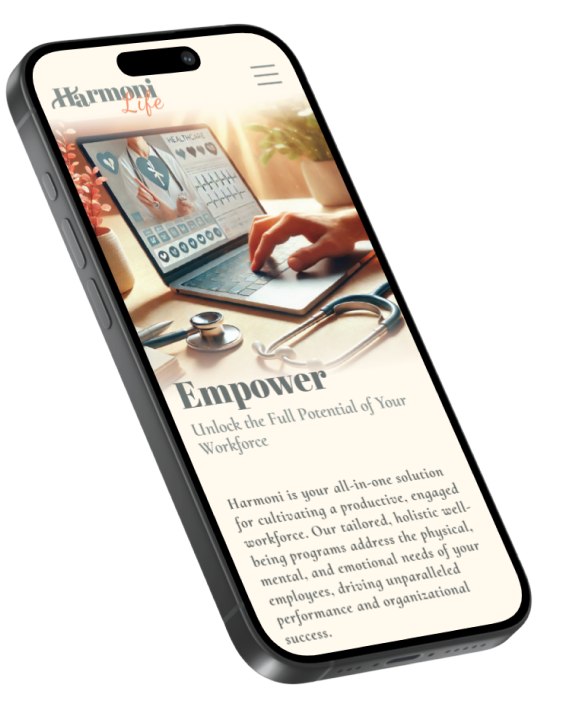 Harmoni
Life
HEALTHCARE
Empower
Unlock the Full Potential of Your
Workforce
Harmoni is your all-in-one solution
for cultivating a productive, engaged
workforce. Our tailored, holistic well-
being programs address the physical,
mental, and emotional needs of your
employees, driving unparalleled
performance and organizational
success.